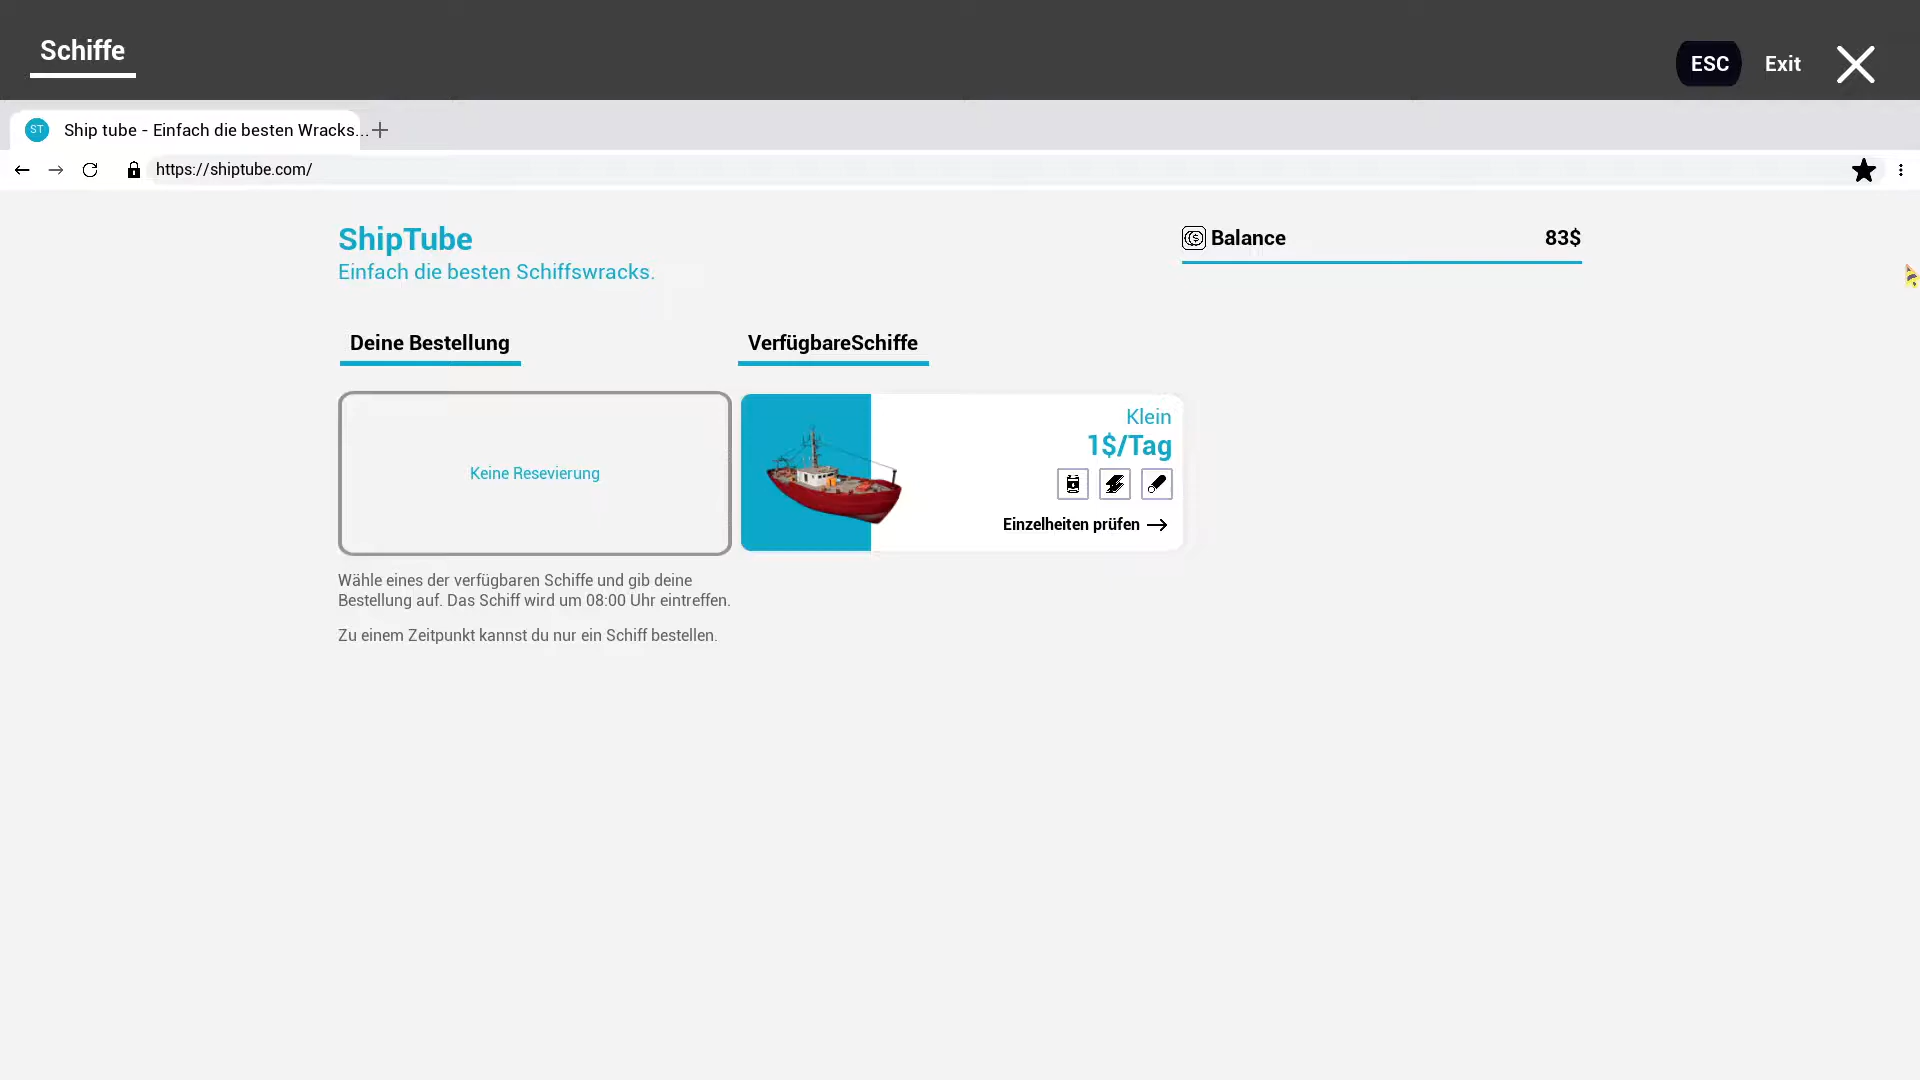 Schiffe
ESC Exit
ST Ship tube - Einfach die besten Wracks...
https://shiptube.com/
ShipTube
Einfach die besten Schiffswracks.
Balance 83$
Deine Bestellung
VerfügbareSchiffe
Keine Resevierung
Klein
1$/Tag
Einzelheiten prüfen
Wähle eines der verfügbaren Schiffe und gib deine
Bestellung auf. Das Schiff wird um 08:00 Uhr eintreffen.
Zu einem Zeitpunkt kannst du nur ein Schiff bestellen.